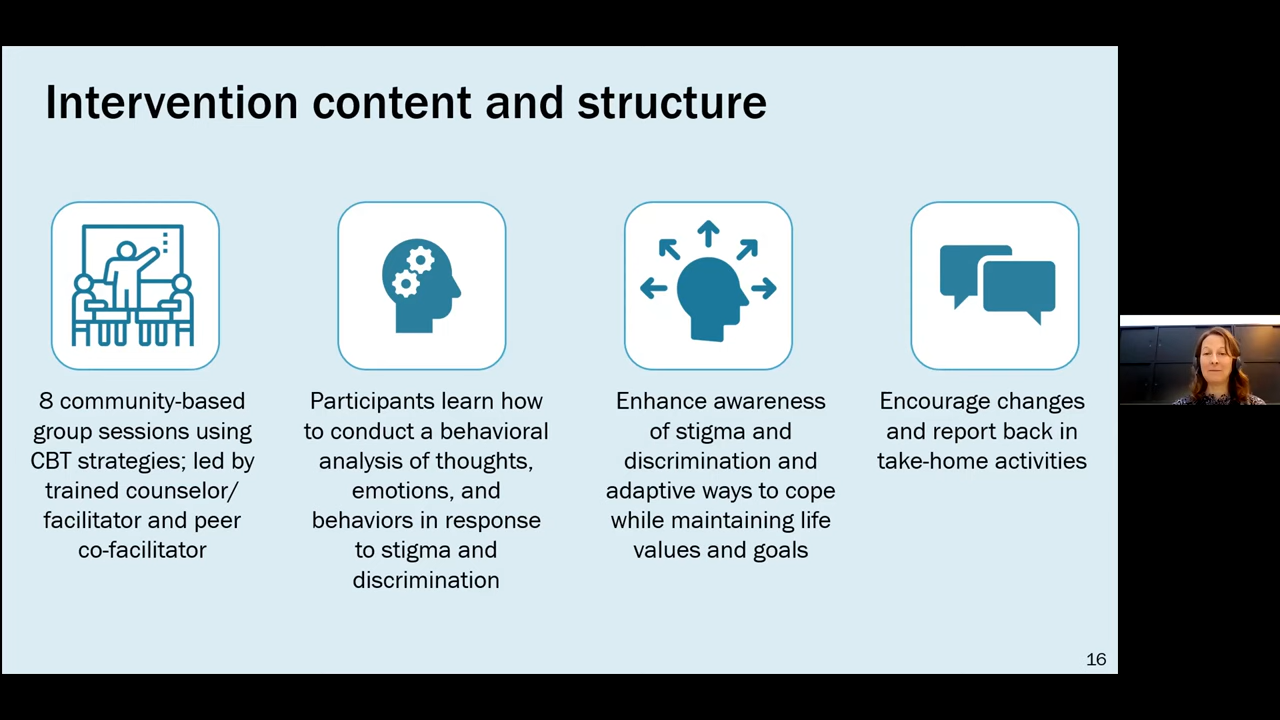 Intervention content and structure
8 community-based
group sessions using
CBT strategies; led by
trained counselor/
facilitator and peer
co-facilitator
Participants learn how
to conduct a behavioral
analysis of thoughts,
emotions, and
behaviors in response
to stigma and
discrimination
Enhance awareness
of stigma and
discrimination and
adaptive ways to cope
while maintaining life
values and goals
Encourage changes
and report back in
take-home activities
16